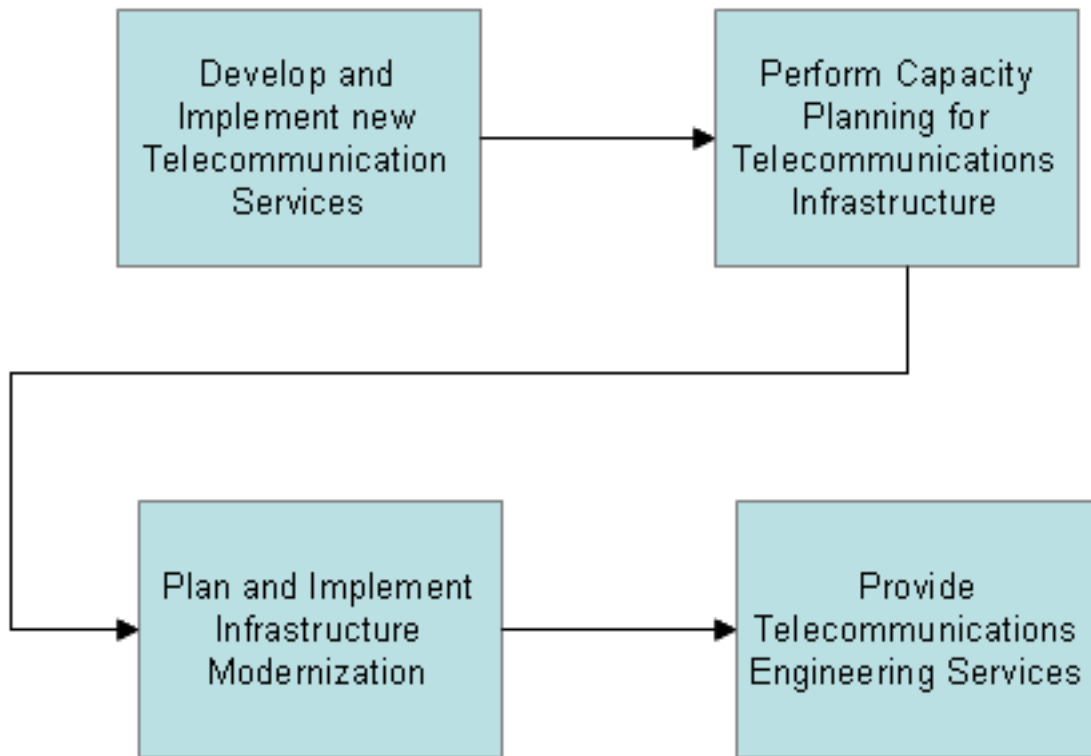 Develop and
Implement new
Telecommunication
Services
Perform Capacity
Planning for
Telecommunications
Infrastructure
Plan and Implement
Infrastructure
Modernization
Provide
Telecommunications
Engineering Services